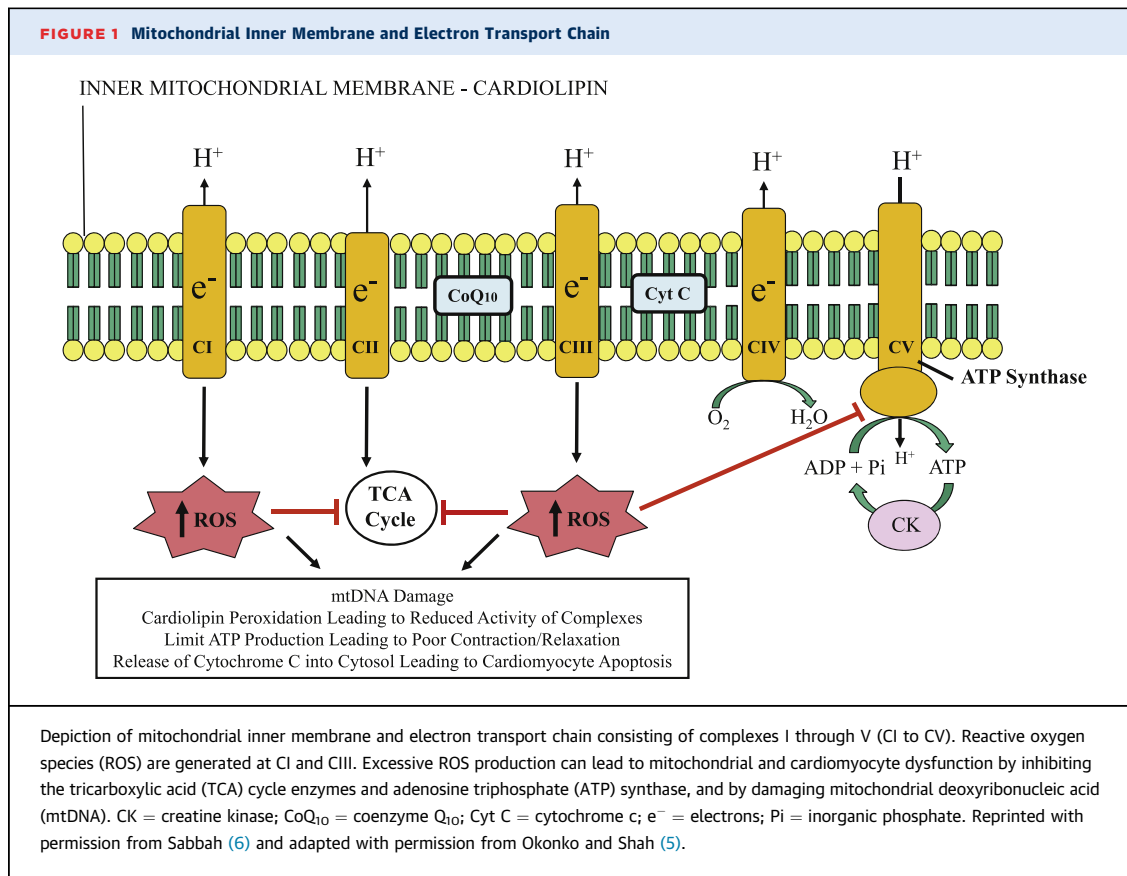 FIGURE 1 Mitochondrial Inner Membrane and Electron Transport Chain
INNER MITOCHONDRIAL MEMBRANE - CARDIOLIPIN
H⁺ H⁺ H⁺ H⁺ H⁺
e⁻ e⁻ CoQ₁₀ e⁻ Cyt C e⁻
CI CII CIII CIV CV
ATP Synthase
O₂ H₂O
ADP + Pi H⁺ ATP
ROS TCA ROS
Cycle
CK
mtDNA Damage
Cardiolipin Peroxidation Leading to Reduced Activity of Complexes
Limit ATP Production Leading to Poor Contraction/Relaxation
Release of Cytochrome C into Cytosol Leading to Cardiomyocyte Apoptosis
Depiction of mitochondrial inner membrane and electron transport chain consisting of complexes I through V (CI to CV). Reactive oxygen
species (ROS) are generated at CI and CIII. Excessive ROS production can lead to mitochondrial and cardiomyocyte dysfunction by inhibiting
the tricarboxylic acid (TCA) cycle enzymes and adenosine triphosphate (ATP) synthase, and by damaging mitochondrial deoxyribonucleic acid
(mtDNA). CK = creatine kinase; CoQ₁₀ = coenzyme Q₁₀; Cyt C = cytochrome c; e⁻ = electrons; Pi = inorganic phosphate. Reprinted with
permission from Sabbah (6) and adapted with permission from Okonko and Shah (5).